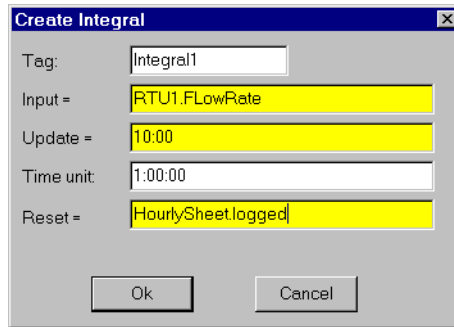 Create Integral
Tag: Integral1
Input = RTU1.FLowRate
Update = 10:00
Time unit: 1:00:00
Reset = HourlySheet.logged
Ok Cancel